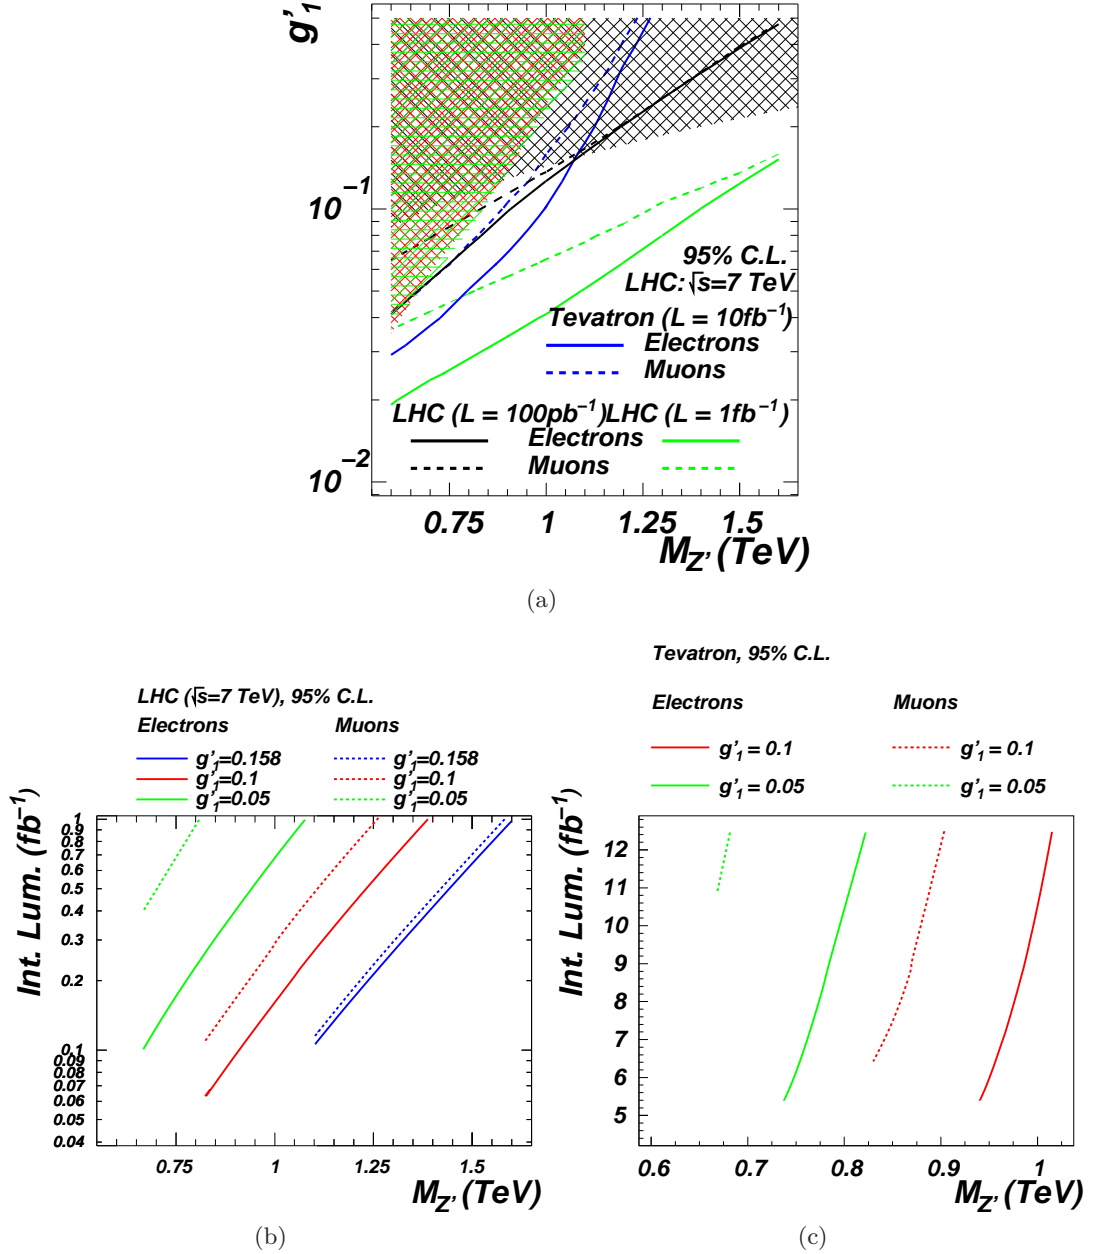 g'1
10−1
10−2
95% C.L.
LHC: √s=7 TeV
Tevatron (L = 10fb−1)
Electrons
Muons
LHC (L = 100pb−1) LHC (L = 1fb−1)
Electrons
Muons
0.75 1 1.25 1.5
MZ' (TeV)
(a)
LHC (√s=7 TeV), 95% C.L.
Electrons Muons
g'1=0.158 g'1=0.158
g'1=0.1 g'1=0.1
g'1=0.05 g'1=0.05
Int. Lum. (fb−1)
1
0.9
0.8
0.7
0.6
0.5
0.4
0.3
0.2
0.1
0.09
0.08
0.07
0.06
0.05
0.04
0.75 1 1.25 1.5
MZ' (TeV)
(b)
Tevatron, 95% C.L.
Electrons Muons
g'1 = 0.1 g'1 = 0.1
g'1 = 0.05 g'1 = 0.05
Int. Lum. (fb−1)
12
11
10
9
8
7
6
5
0.6 0.7 0.8 0.9 1
MZ' (TeV)
(c)